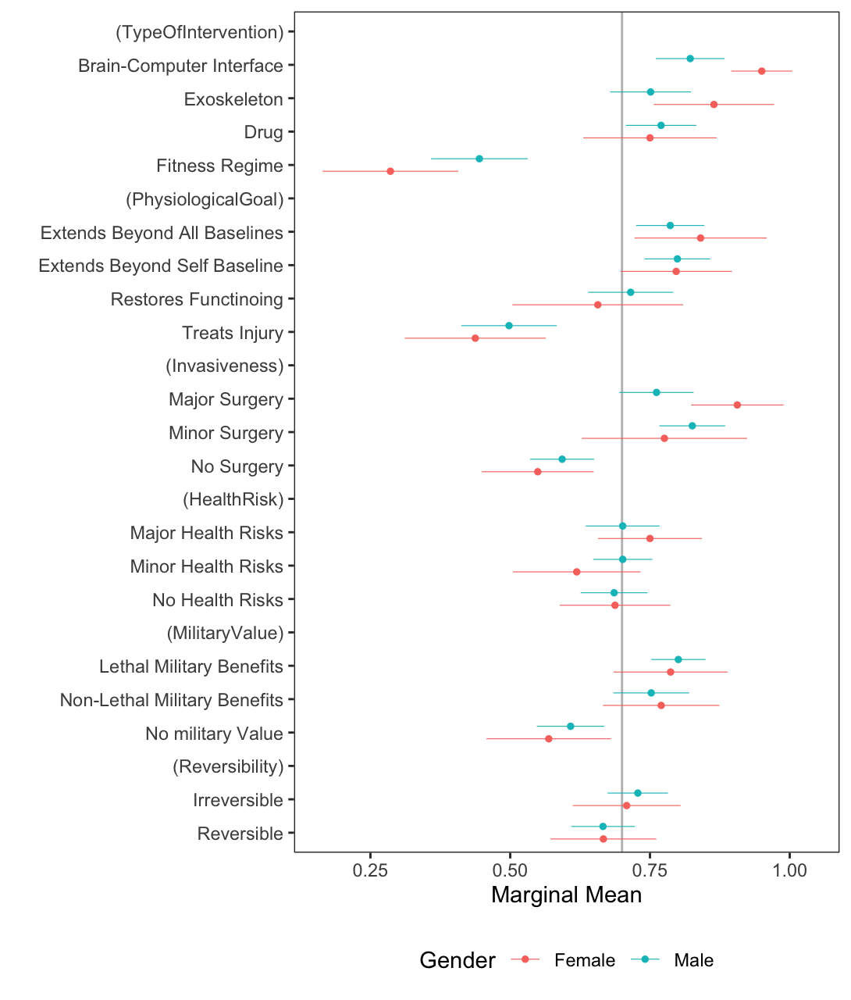 (TypeOfIntervention)
Brain-Computer Interface
Exoskeleton
Drug
Fitness Regime
(PhysiologicalGoal)
Extends Beyond All Baselines
Extends Beyond Self Baseline
Restores Functinoing
Treats Injury
(Invasiveness)
Major Surgery
Minor Surgery
No Surgery
(HealthRisk)
Major Health Risks
Minor Health Risks
No Health Risks
(MilitaryValue)
Lethal Military Benefits
Non-Lethal Military Benefits
No military Value
(Reversibility)
Irreversible
Reversible
0.25 0.50 0.75 1.00
Marginal Mean
Gender Female Male